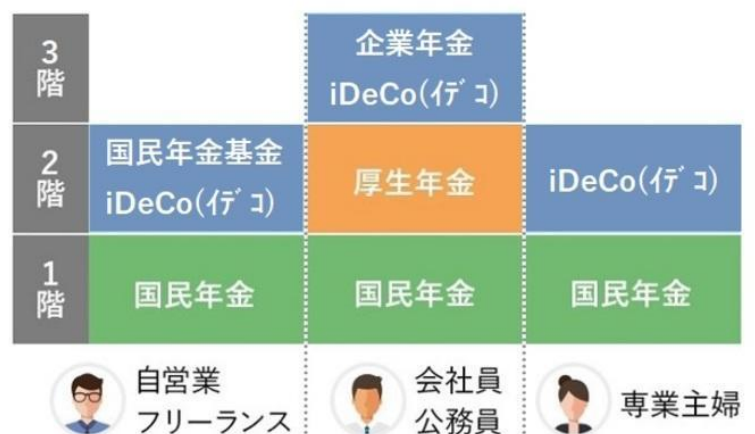 3
階
企業年金
iDeCo(ｲﾃﾞｺ)
2
階
国民年金基金
iDeCo(ｲﾃﾞｺ)
厚生年金
iDeCo(ｲﾃﾞｺ)
1
階
国民年金
国民年金
国民年金
自営業
フリーランス
会社員
公務員
専業主婦